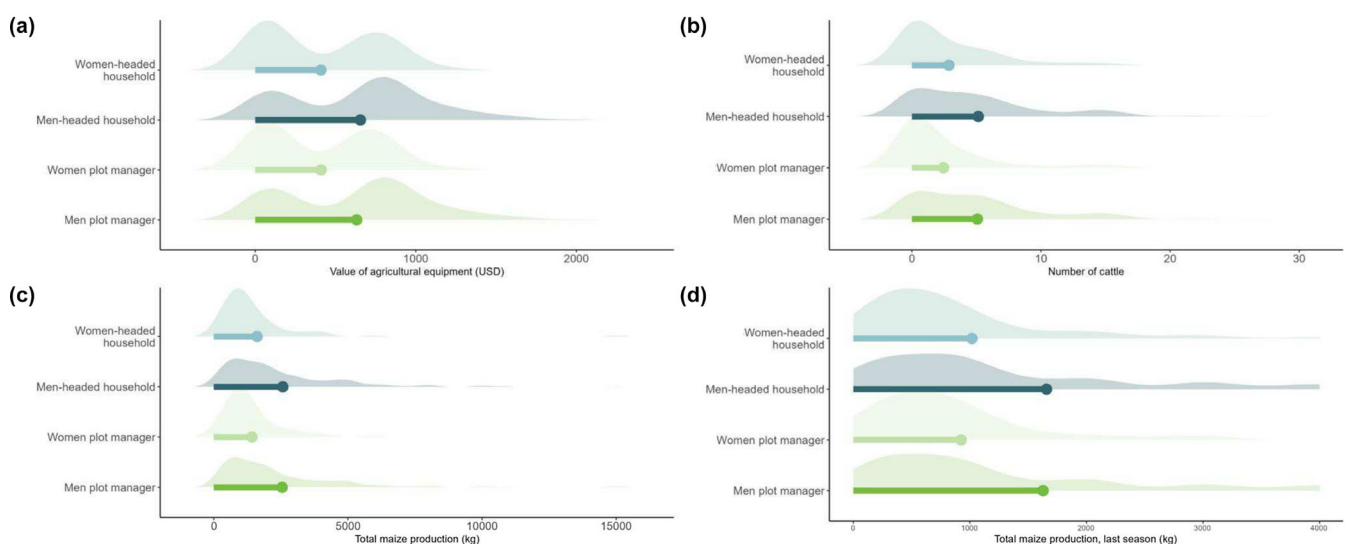 (a)
Women-headed
household
Men-headed household
Women plot manager
Men plot manager
0 1000 2000
Value of agricultural equipment (USD)
(b)
Women-headed
household
Men-headed household
Women plot manager
Men plot manager
0 10 20 30
Number of cattle
(c)
Women-headed
household
Men-headed household
Women plot manager
Men plot manager
0 5000 10000 15000
Total maize production (kg)
(d)
Women-headed
household
Men-headed household
Women plot manager
Men plot manager
0 1000 2000 3000 4000
Total maize production, last season (kg)